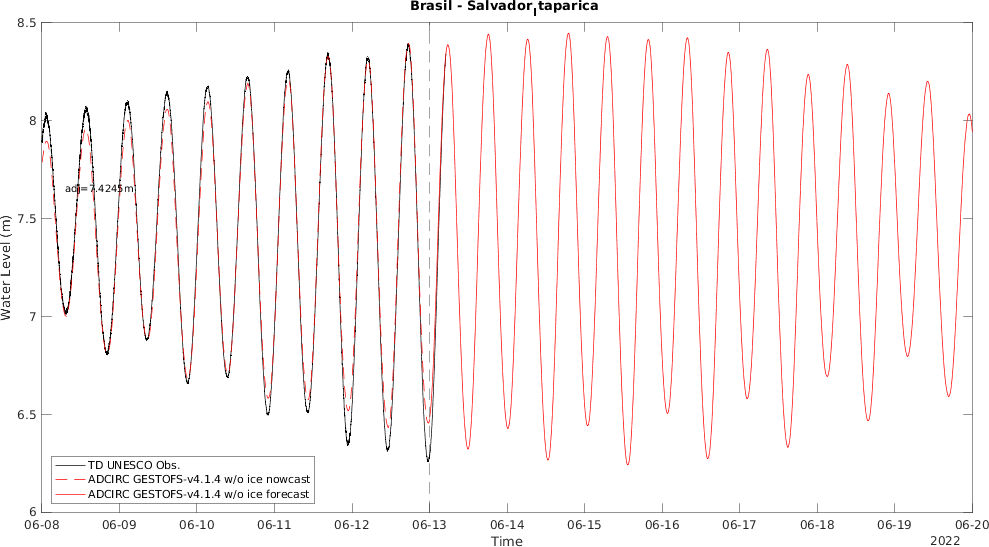 Brasil - Salvador,Itaparica
8.5
8
7.5
7
6.5
6
Water Level (m)
adj=7.4245m
TD UNESCO Obs.
ADCIRC GESTOFS-v4.1.4 w/o ice nowcast
ADCIRC GESTOFS-v4.1.4 w/o ice forecast
06-08 06-09 06-10 06-11 06-12 06-13 06-14 06-15 06-16 06-17 06-18 06-19 06-20
Time
2022